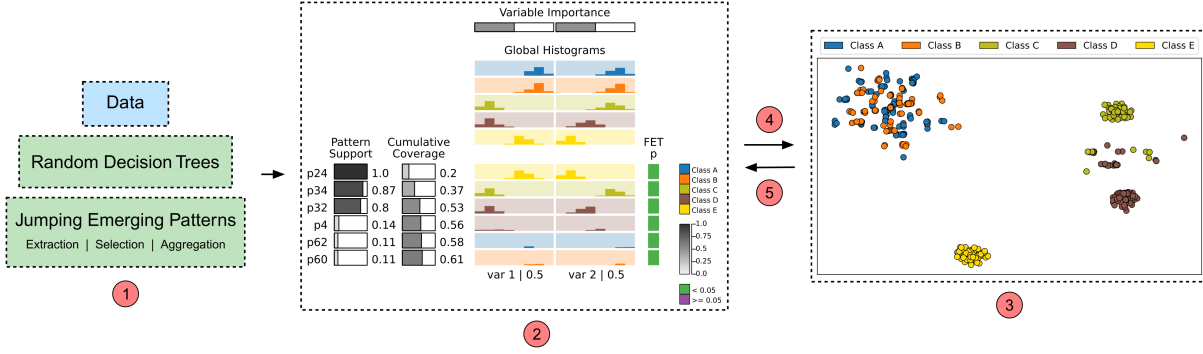 Data
Random Decision Trees
Jumping Emerging Patterns
Extraction | Selection | Aggregation
1
Variable Importance
Global Histograms
Pattern Support
Cumulative Coverage
FET p
p24 1.0 0.2
p34 0.87 0.37
p32 0.8 0.53
p4 0.14 0.56
p62 0.11 0.58
p60 0.11 0.61
var 1 | 0.5 var 2 | 0.5
Class A
Class B
Class C
Class D
Class E
1.0
0.75
0.5
0.25
0.0
< 0.05
>= 0.05
2
4
5
Class A Class B Class C Class D Class E
3